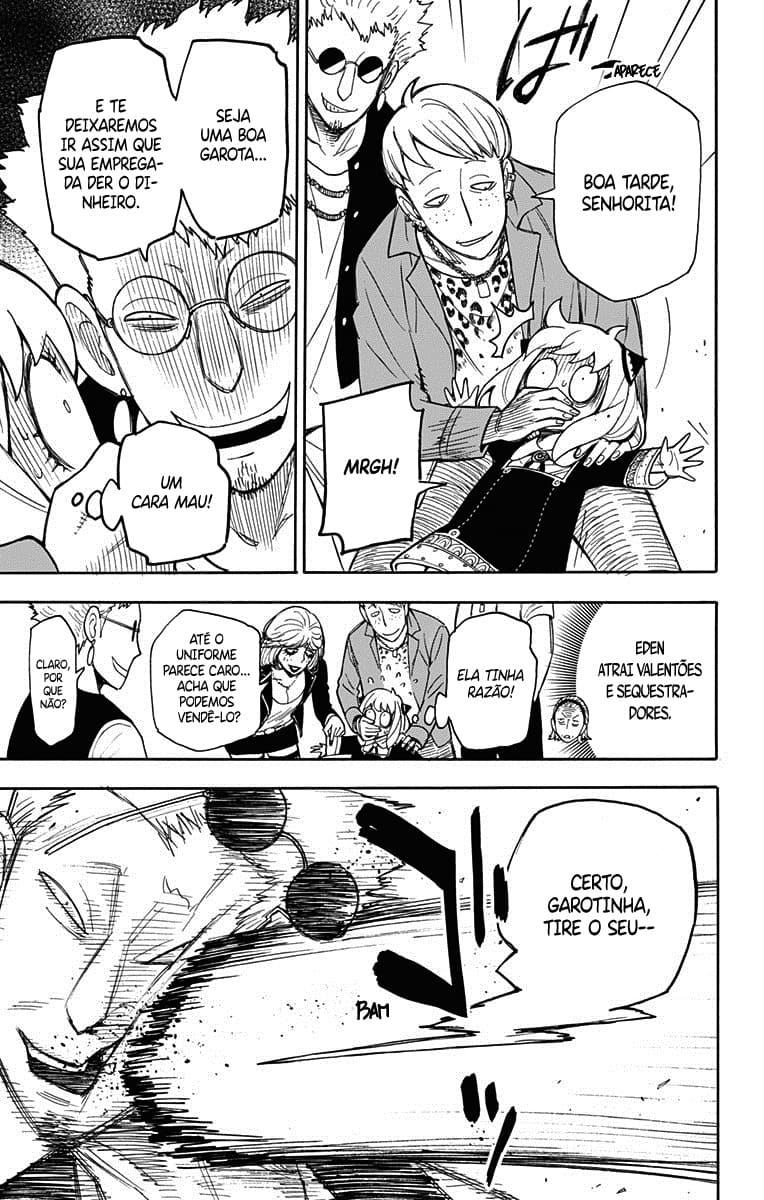 バッ
APARECE
BOA TARDE,
SENHORITA!
MRGH!
SEJA
UMA BOA
GAROTA...
E TE
DEIXAREMOS
IR ASSIM QUE
SUA EMPREGA-
DA DER O DI-
NHEIRO.
UM
CARA MAU!
EDEN
ATRAI VALENTÕES
E SEQUESTRA-
DORES.
ELA TINHA
RAZÃO!
ATÉ O
UNIFORME
PARECE CARO...
ACHA QUE
PODEMOS
VENDÊ-LO?
CLARO,
POR
QUE
NÃO?
CERTO,
GAROTINHA,
TIRE O SEU--
BAM